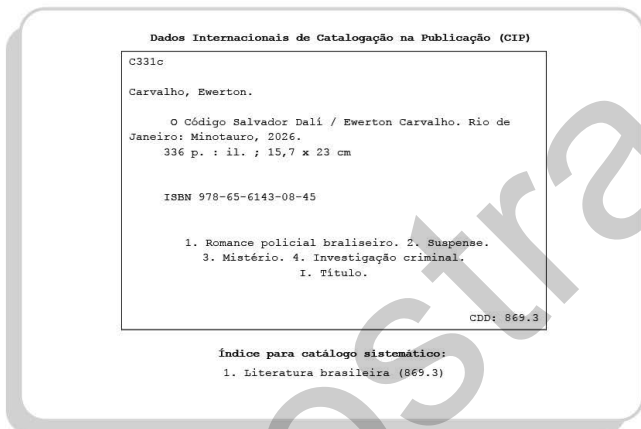 Dados Internacionais de Catalogação na Publicação (CIP)
C331c
Carvalho, Ewerton.
O Código Salvador Dalí / Ewerton Carvalho. Rio de
Janeiro: Minotauro, 2026.
336 p. : il. ; 15,7 x 23 cm
ISBN 978-65-6143-08-45
1. Romance policial braliseiro. 2. Suspense.
3. Mistério. 4. Investigação criminal.
I. Título.
CDD: 869.3
Índice para catálogo sistemático:
1. Literatura brasileira (869.3)
ostra